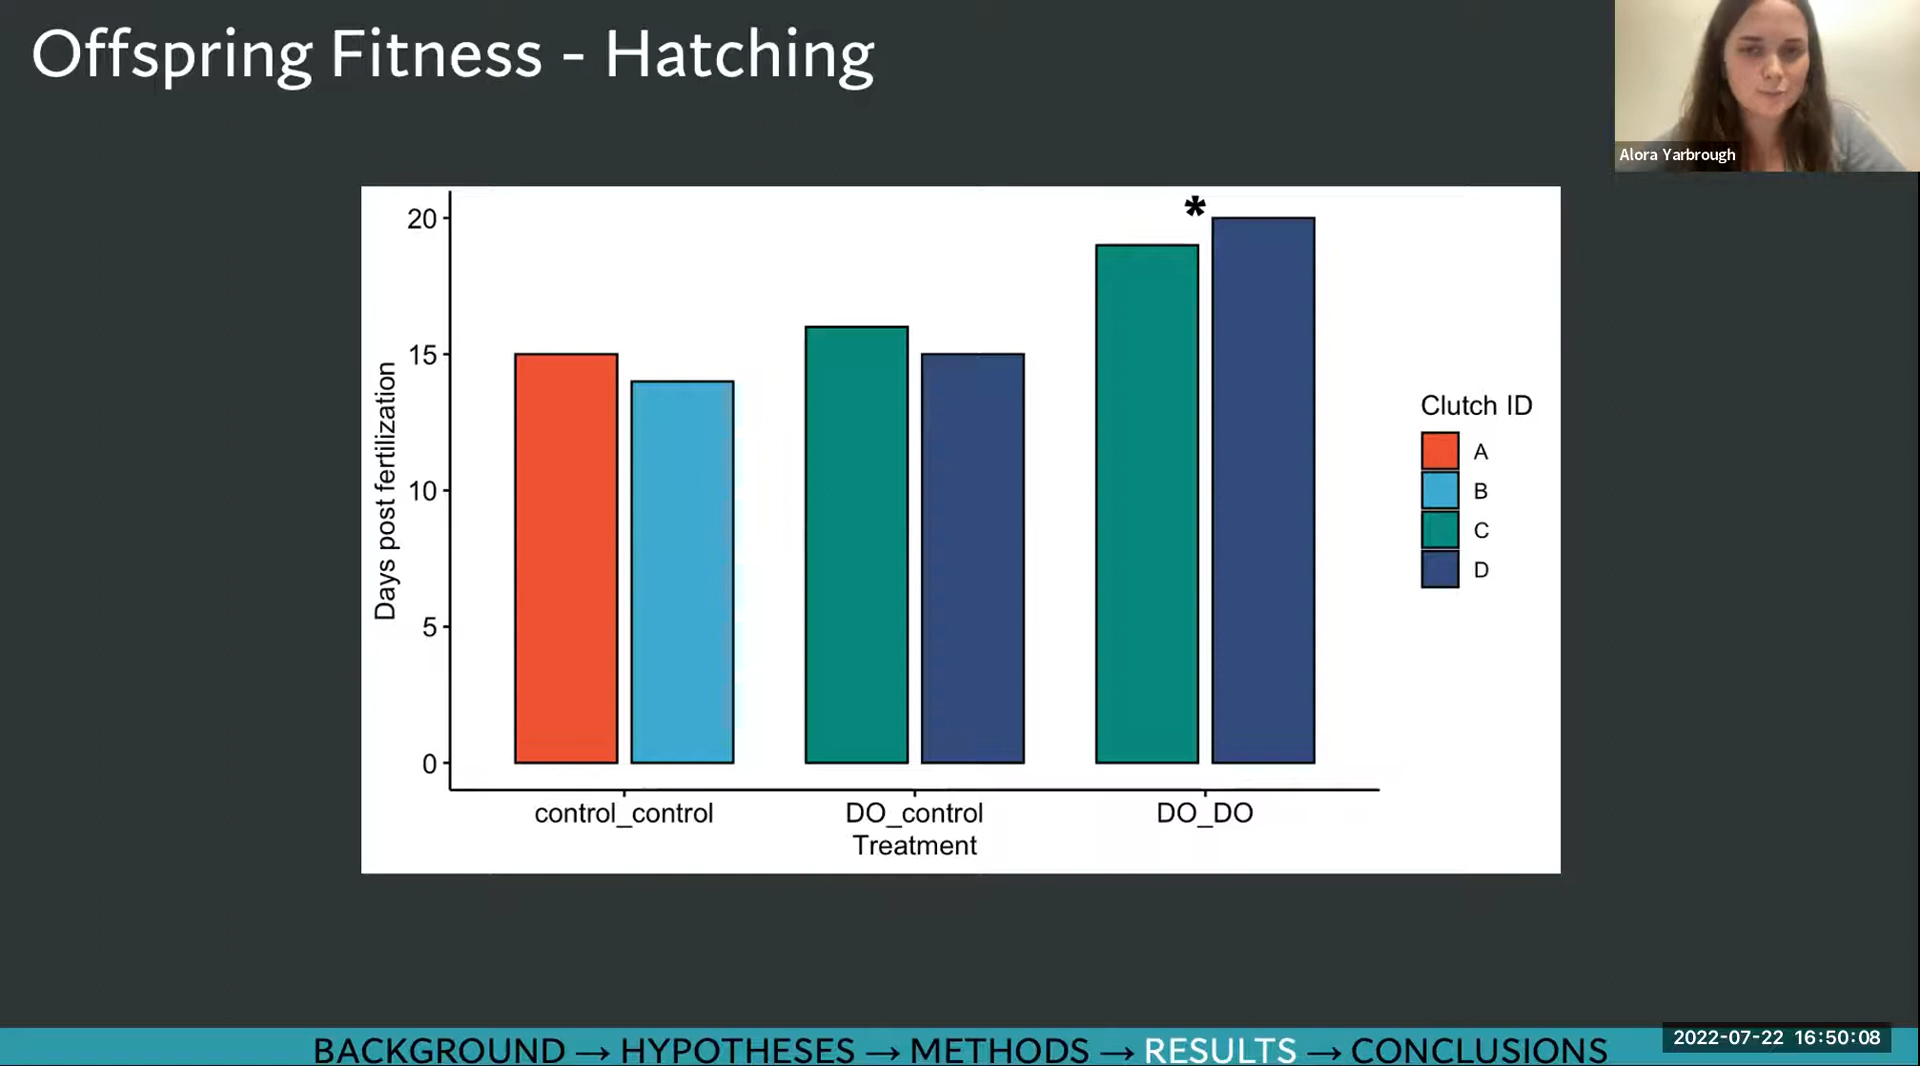 Offspring Fitness - Hatching
Alora Yarbrough
*
20
15
10
5
0
Days post fertilization
control_control
DO_control
DO_DO
Treatment
Clutch ID
A
B
C
D
BACKGROUND → HYPOTHESES → METHODS → RESULTS → CONCLUSIONS
2022-07-22 16:50:08